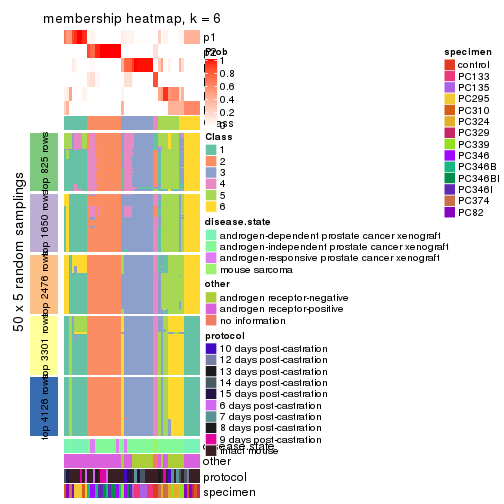 membership heatmap, k = 6
p1
p2
Prob
1
0.8
0.6
0.4
0.2
0
Class
1
2
3
4
5
6
disease.state
androgen-dependent prostate cancer xenograft
androgen-independent prostate cancer xenograft
androgen-responsive prostate cancer xenograft
mouse sarcoma
other
androgen receptor-negative
androgen receptor-positive
no information
protocol
10 days post-castration
12 days post-castration
13 days post-castration
14 days post-castration
15 days post-castration
6 days post-castration
7 days post-castration
8 days post-castration
9 days post-castration
intact mouse
specimen
control
PC133
PC135
PC295
PC310
PC324
PC329
PC339
PC346
PC346B
PC346BI
PC346I
PC374
PC82
50 x 5 random samplings
top 825 rows
top 1650 rows
top 2476 rows
top 3301 rows
top 4126 rows
disease.state
other
protocol
specimen